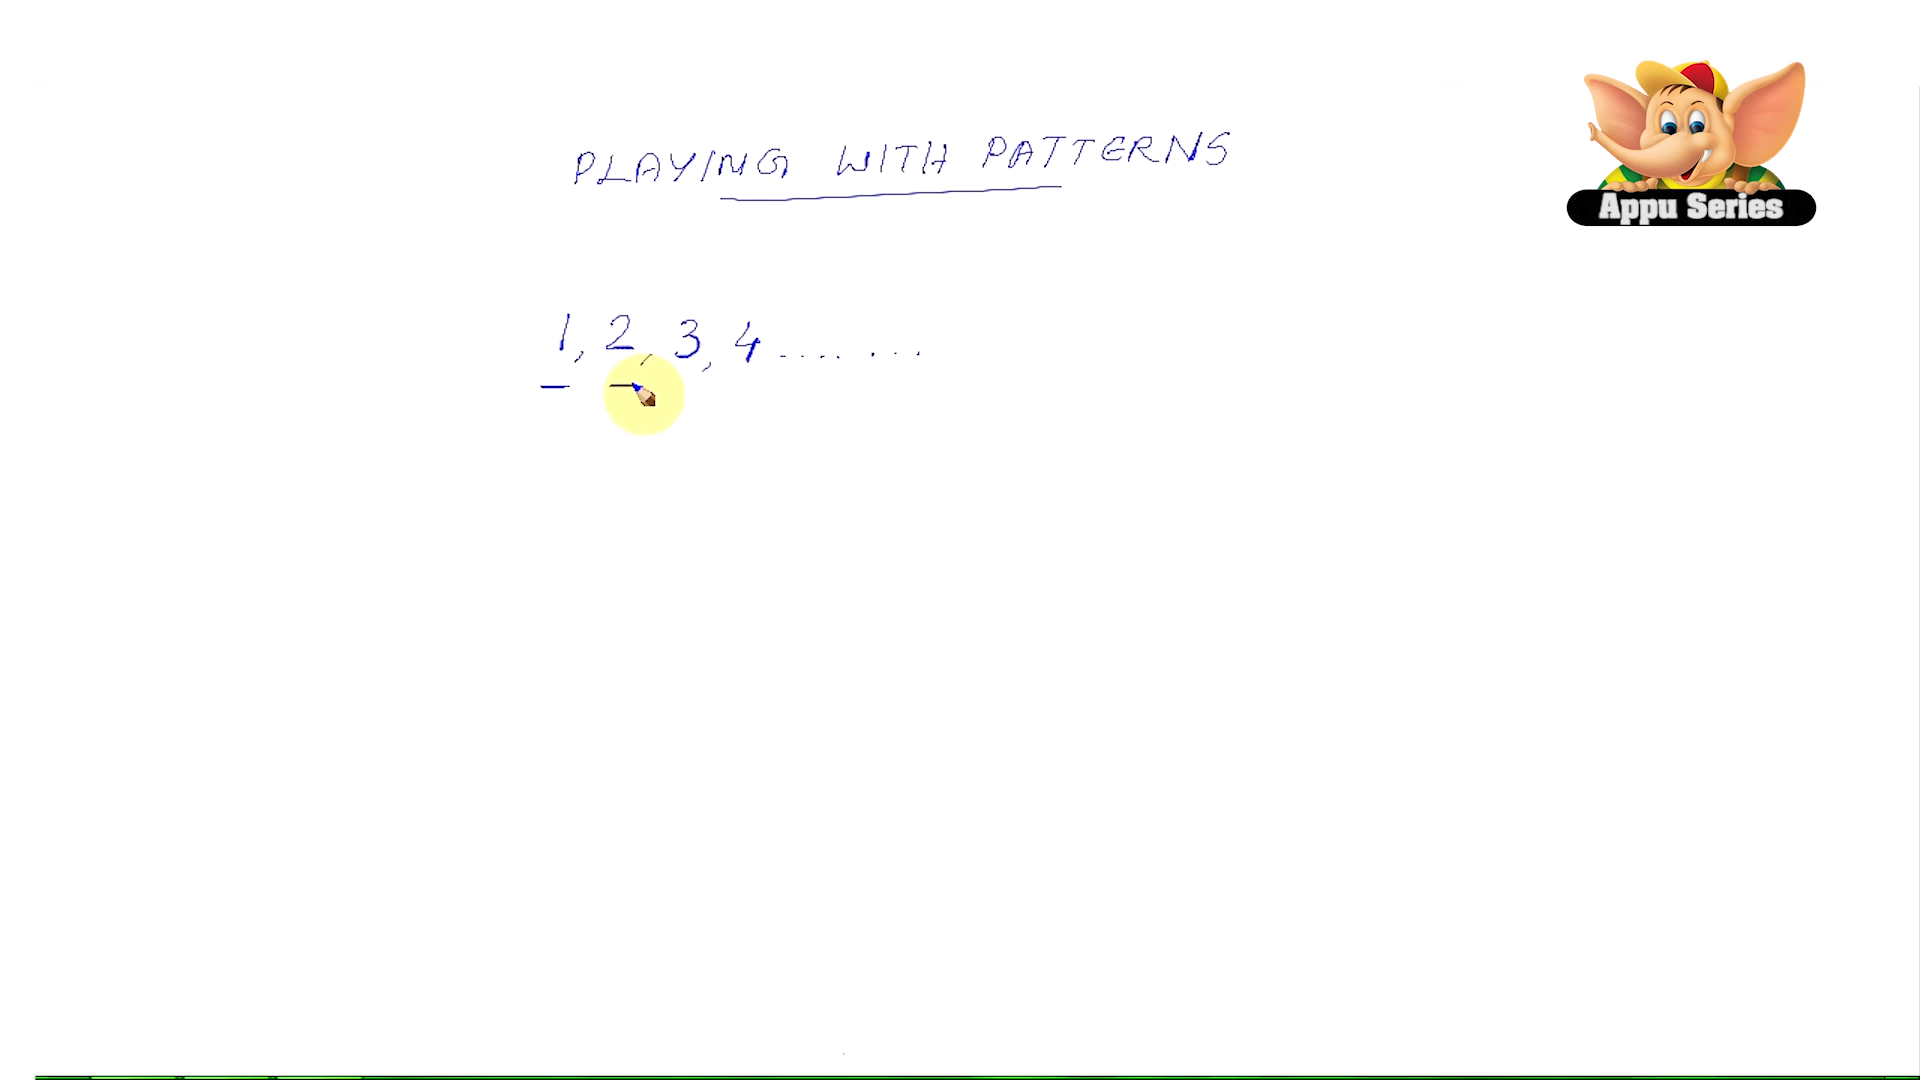 PLAYING WITH PATTERNS
Appu Series
1, 2, 3, 4 .... ...